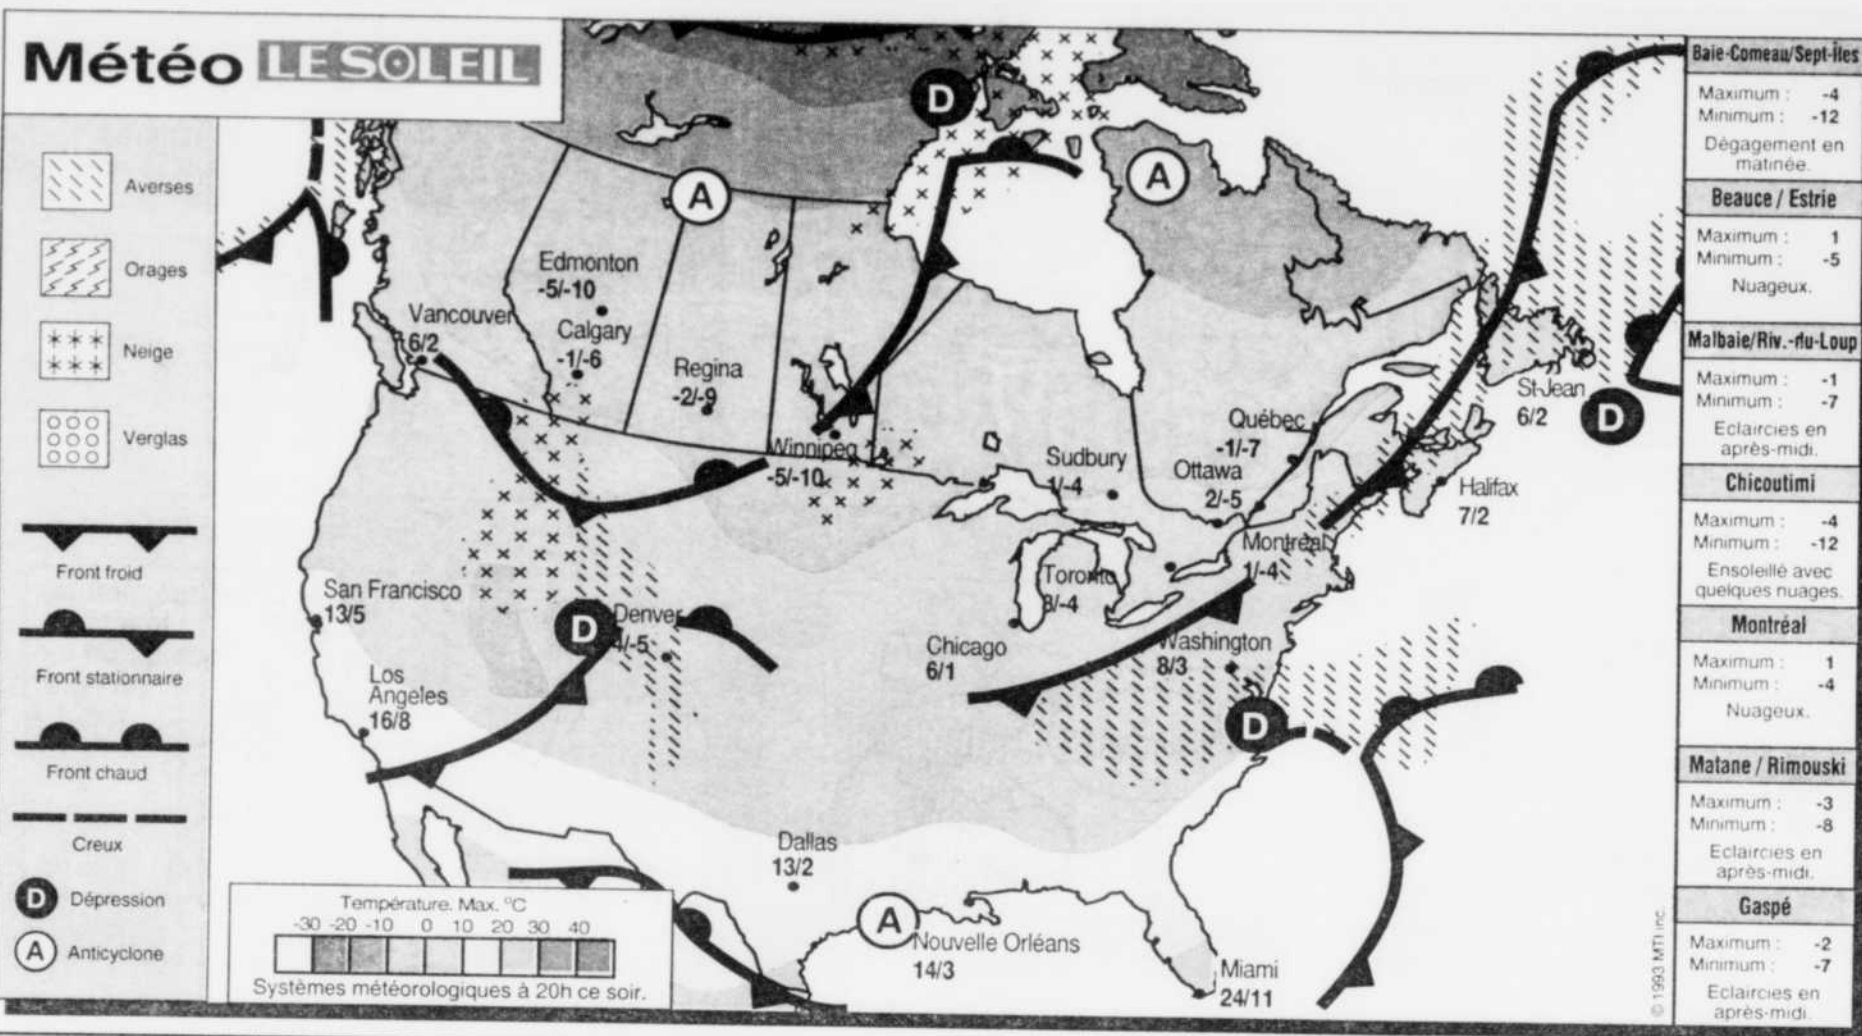 Météo LE SOLEIL
Averses
Orages
Neige
Verglas
Front froid
Front stationnaire
Front chaud
Creux
D Dépression
A Anticyclone
D
A
A
Edmonton
-5/-10
Vancouver
6/2
Calgary
-1/-6
Regina
-2/-9
Winnipeg
-5/-10
Sudbury
1/-4
Québec
-1/-7
Ottawa
2/-5
St-Jean
6/2
D
Halifax
7/2
Montréal
1/-4
Toronto
3/-4
San Francisco
13/5
D
Denver
4/-5
Chicago
6/1
Washington
8/3
Los
Angeles
16/8
D
Dallas
13/2
A
Nouvelle Orléans
14/3
Miami
24/11
Température. Max. °C
-30 -20 -10 0 10 20 30 40
Systèmes météorologiques à 20h ce soir.
© 1993 MTI inc.
Baie-Comeau/Sept-Îles
Maximum : -4
Minimum : -12
Dégagement en
matinée.
Beauce / Estrie
Maximum : 1
Minimum : -5
Nuageux.
Malbaie/Riv.-du-Loup
Maximum : -1
Minimum : -7
Eclaircies en
après-midi.
Chicoutimi
Maximum : -4
Minimum : -12
Ensoleillé avec
quelques nuages.
Montréal
Maximum : 1
Minimum : -4
Nuageux.
Matane / Rimouski
Maximum : -3
Minimum : -8
Eclaircies en
après-midi.
Gaspé
Maximum : -2
Minimum : -7
Eclaircies en
après-midi.